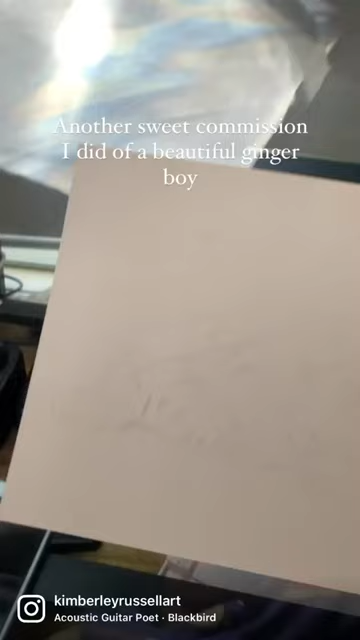 Another sweet commission
I did of a beautiful ginger
boy
kimberleyrussellart
Acoustic Guitar Poet · Blackbird